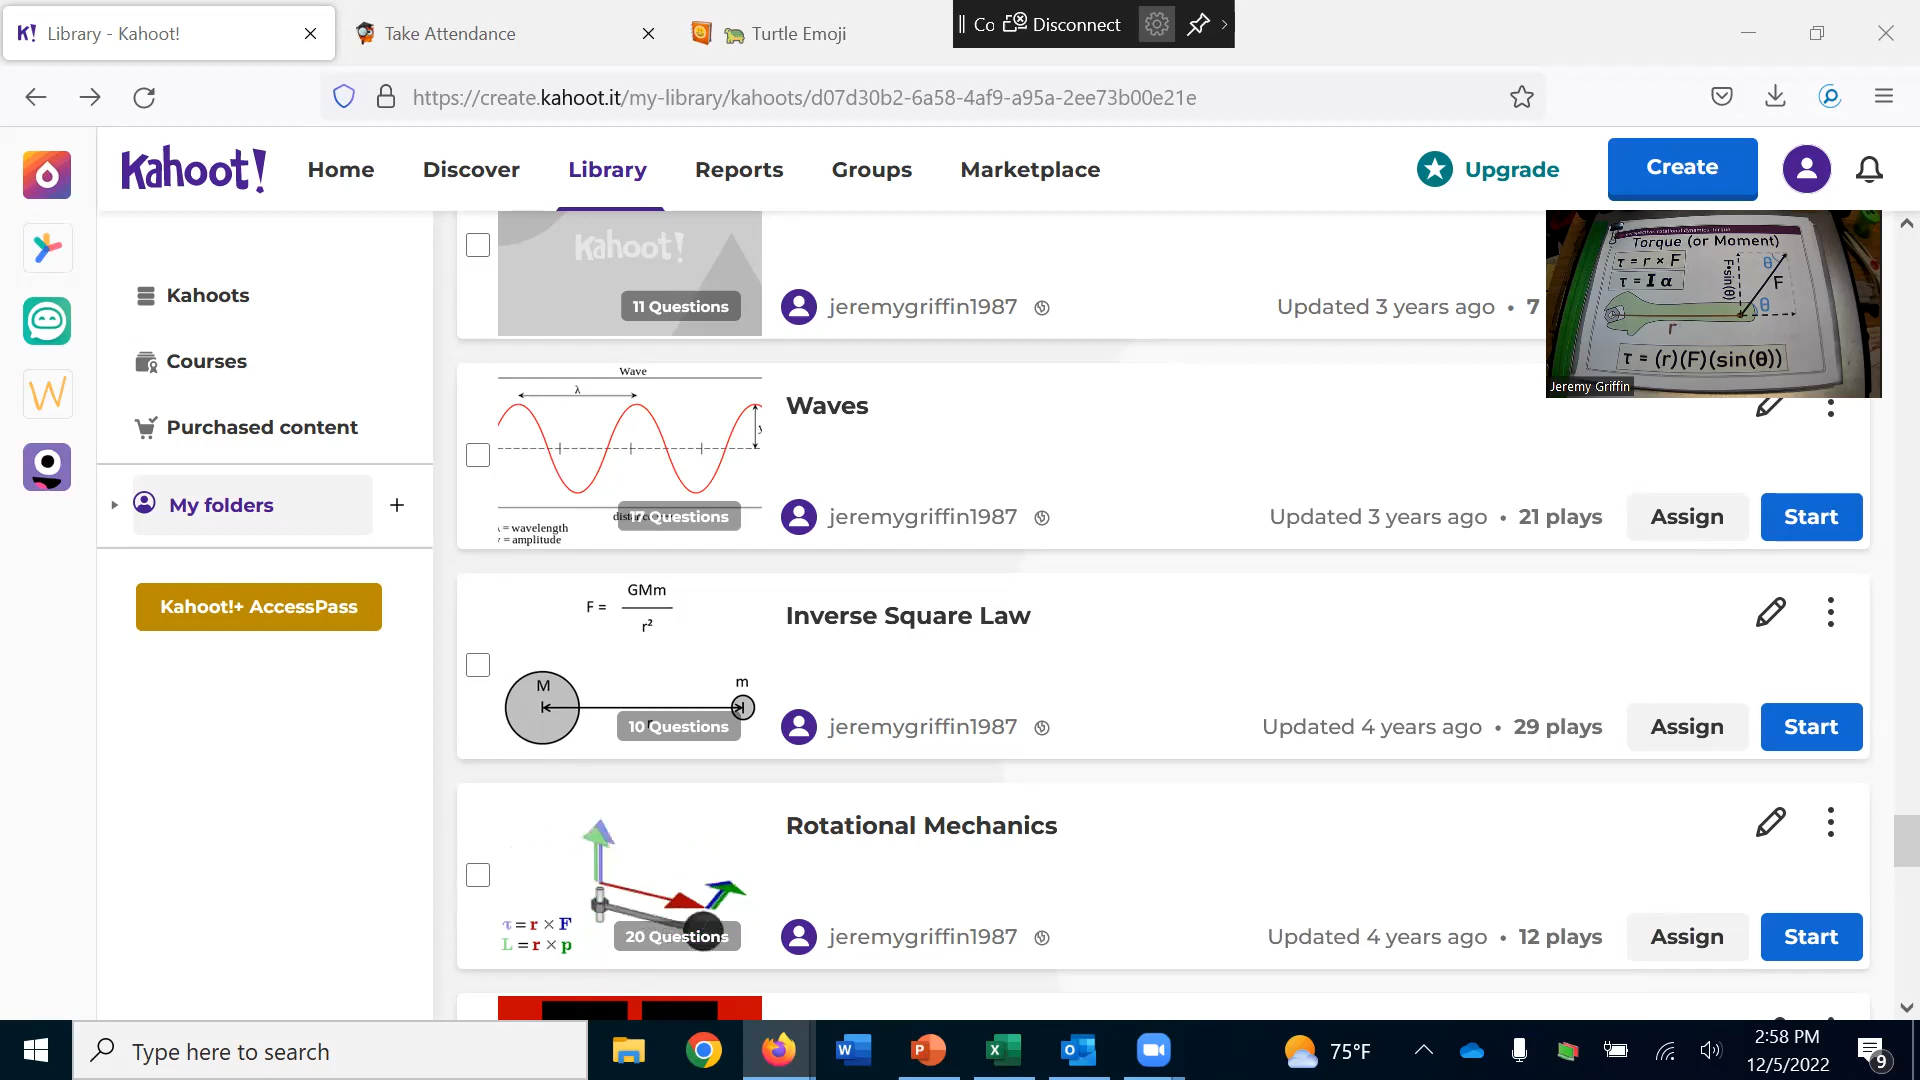 Library - Kahoot!
Take Attendance
Turtle Emoji
Co
Disconnect
https://create.kahoot.it/my-library/kahoots/d07d30b2-6a58-4af9-a95a-2ee73b00e21e
Kahoot!
Home
Discover
Library
Reports
Groups
Marketplace
Upgrade
Create
Kahoots
Courses
Purchased content
My folders
+
Kahoot!+ AccessPass
Kahoot!
11 Questions
jeremygriffin1987
Updated 3 years ago • 7
Torque (or Moment)
τ = r × F
τ = I α
F•sin(θ)
θ
F
θ
r
τ = (r)(F)(sin(θ))
Jeremy Griffin
Wave
λ
y
17 Questions
λ = wavelength
y = amplitude
Waves
jeremygriffin1987
Updated 3 years ago • 21 plays
Assign
Start
F = GMm
r²
M
m
10 Questions
Inverse Square Law
jeremygriffin1987
Updated 4 years ago • 29 plays
Assign
Start
τ = r × F
L = r × p
20 Questions
Rotational Mechanics
jeremygriffin1987
Updated 4 years ago • 12 plays
Assign
Start
Type here to search
75°F
2:58 PM
12/5/2022
9